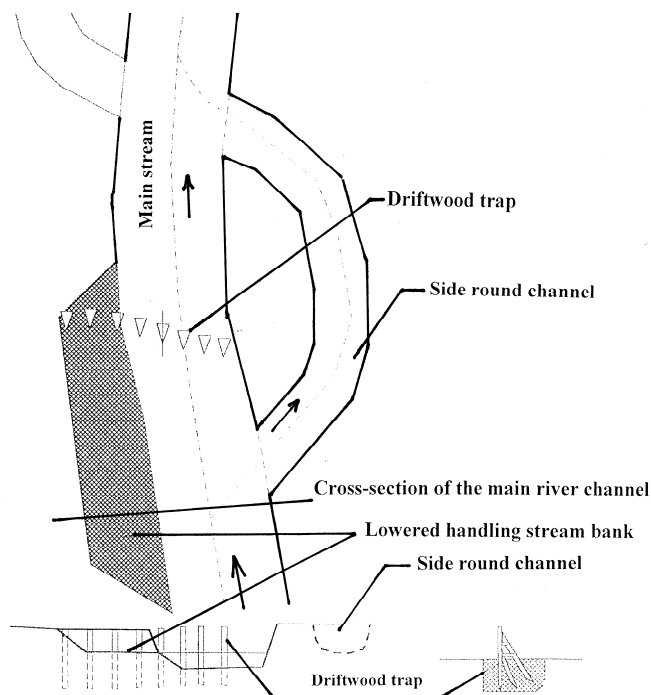 Main stream
Driftwood trap
Side round channel
Cross-section of the main river channel
Lowered handling stream bank
Side round channel
Driftwood trap